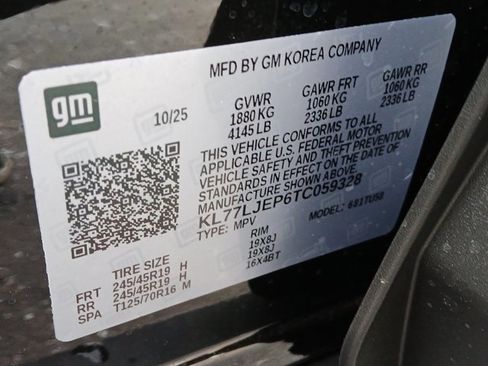 MFD BY GM KOREA COMPANY
gm
10/25
GVWR GAWR FRT GAWR RR
1880 KG 1060 KG 1060 KG
4145 LB 2336 LB 2336 LB
THIS VEHICLE CONFORMS TO ALL
APPLICABLE U.S. FEDERAL MOTOR
VEHICLE SAFETY AND THEFT PREVENTION
STANDARDS IN EFFECT ON THE DATE OF
MANUFACTURE SHOWN ABOVE.
KL77LJEP6TC059328
TYPE: MPV MODEL: 6B1TU58
TIRE SIZE RIM
FRT 245/45R19 H 19X8J
RR 245/45R19 H 19X8J
SPA T125/70R16 M 16X4BT